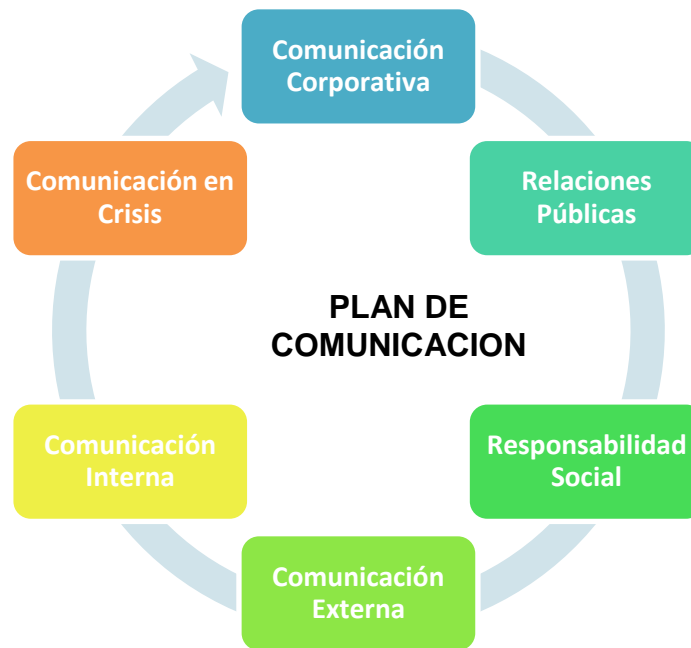 Comunicación
Corporativa
Relaciones
Públicas
Responsabilidad
Social
Comunicación
Externa
Comunicación
Interna
Comunicación en
Crisis
PLAN DE
COMUNICACION